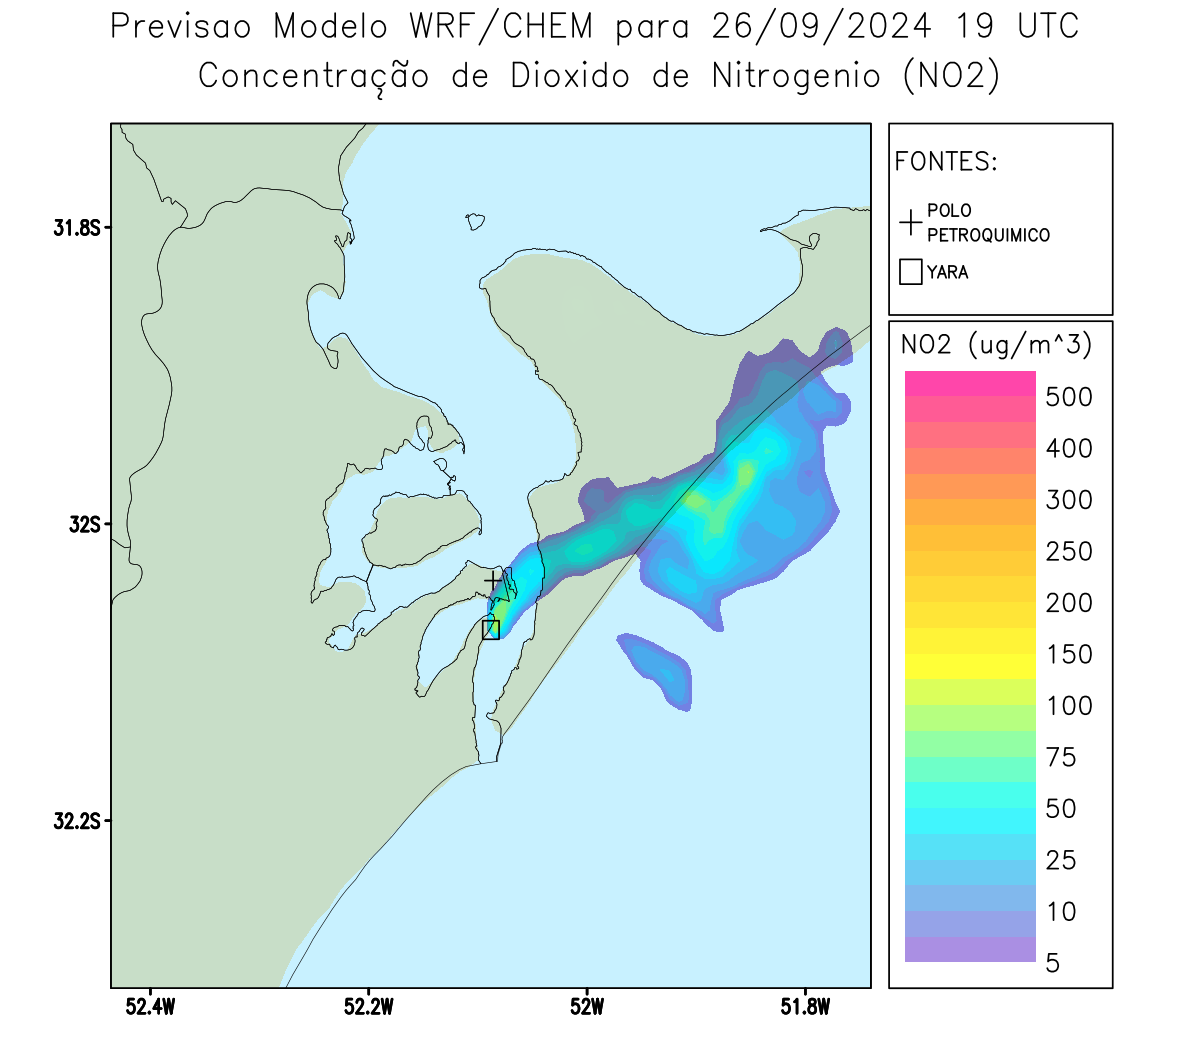 Previsao Modelo WRF/CHEM para 26/09/2024 19 UTC
Concentração de Dioxido de Nitrogenio (NO2)
FONTES:
POLO
PETROQUIMICO
YARA
NO2 (ug/m^3)
500
400
300
250
200
150
100
75
50
25
10
5
31.8S
32S
32.2S
52.4W
52.2W
52W
51.8W